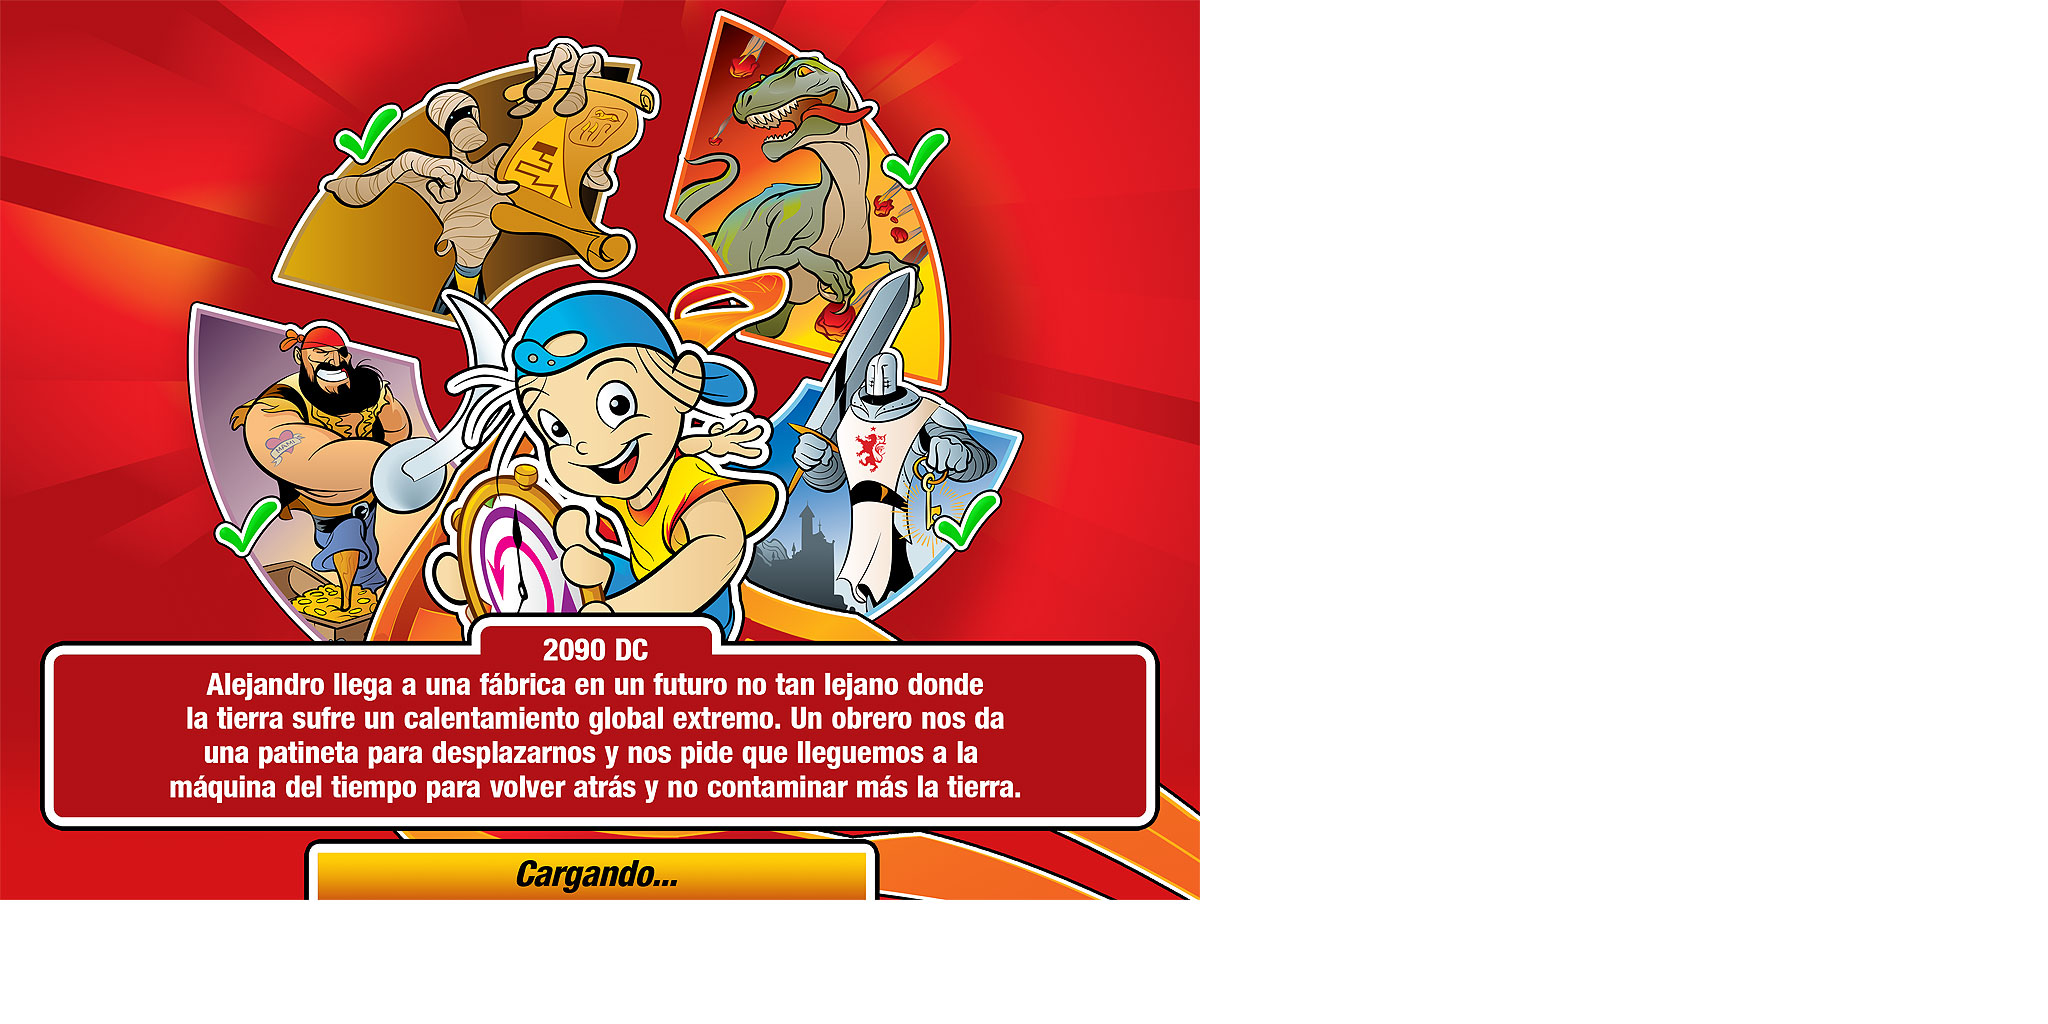 MAMI
2090 DC
Alejandro llega a una fábrica en un futuro no tan lejano donde
la tierra sufre un calentamiento global extremo. Un obrero nos da
una patineta para desplazarnos y nos pide que lleguemos a la
máquina del tiempo para volver atrás y no contaminar más la tierra.
Cargando...